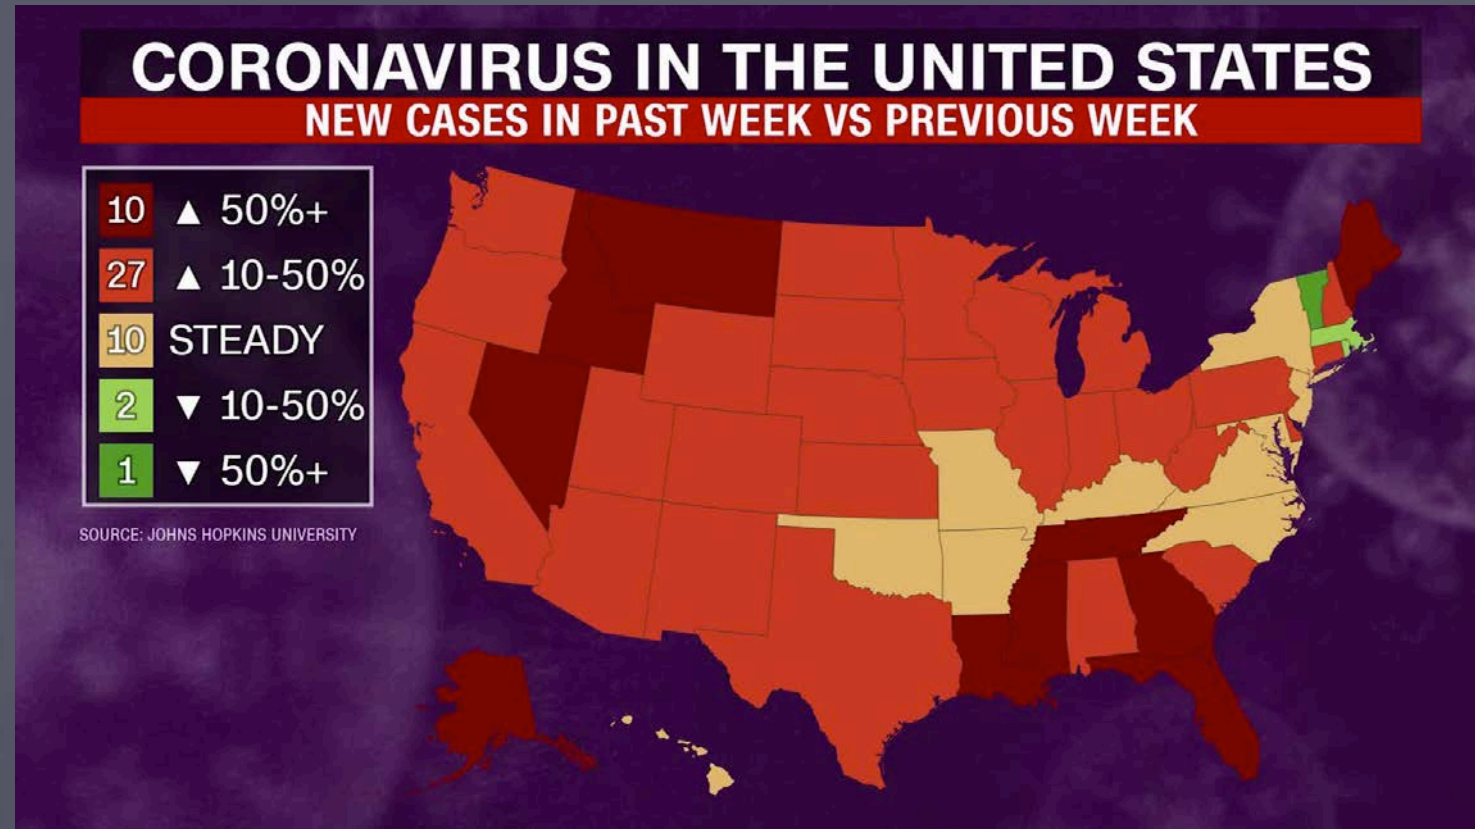 CORONAVIRUS IN THE UNITED STATES
NEW CASES IN PAST WEEK VS PREVIOUS WEEK
10 ▲ 50%+
27 ▲ 10-50%
10 STEADY
2 ▼ 10-50%
1 ▼ 50%+
SOURCE: JOHNS HOPKINS UNIVERSITY